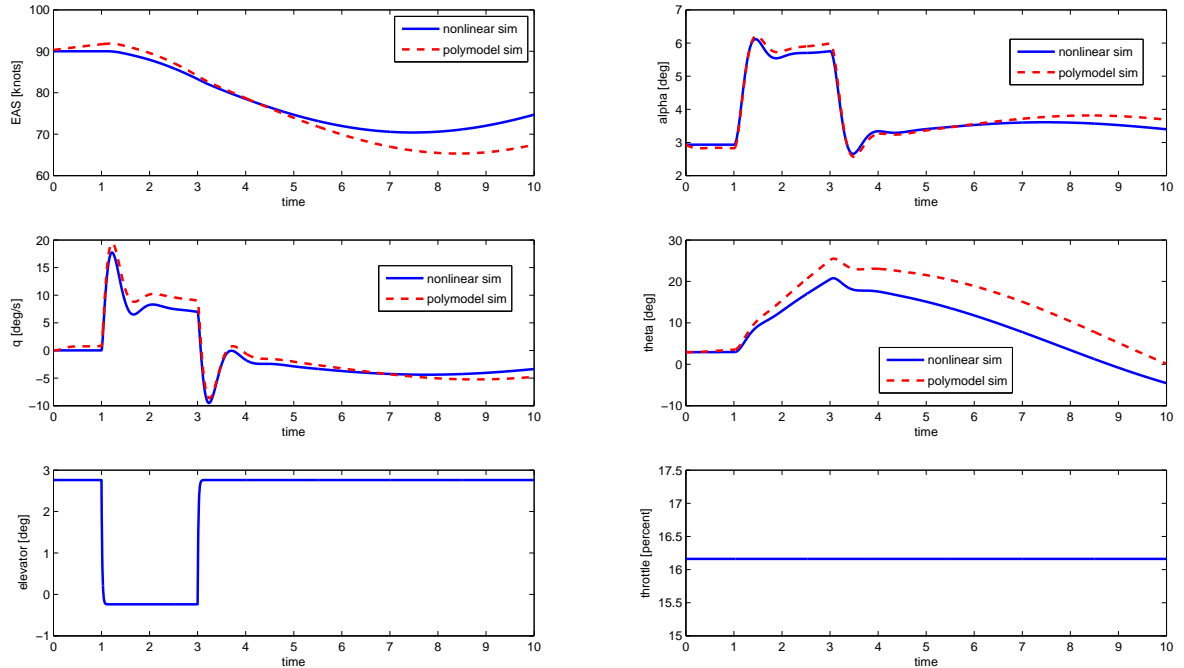 100
90
80
70
60
EAS [knots]
0 1 2 3 4 5 6 7 8 9 10
time
nonlinear sim
polymodel sim
7
6
5
4
3
2
alpha [deg]
0 1 2 3 4 5 6 7 8 9 10
time
nonlinear sim
polymodel sim
20
15
10
5
0
−5
−10
q [deg/s]
0 1 2 3 4 5 6 7 8 9 10
time
nonlinear sim
polymodel sim
30
20
10
0
−10
theta [deg]
0 1 2 3 4 5 6 7 8 9 10
time
nonlinear sim
polymodel sim
3
2
1
0
−1
elevator [deg]
0 1 2 3 4 5 6 7 8 9 10
time
17.5
17
16.5
16
15.5
15
throttle [percent]
0 1 2 3 4 5 6 7 8 9 10
time